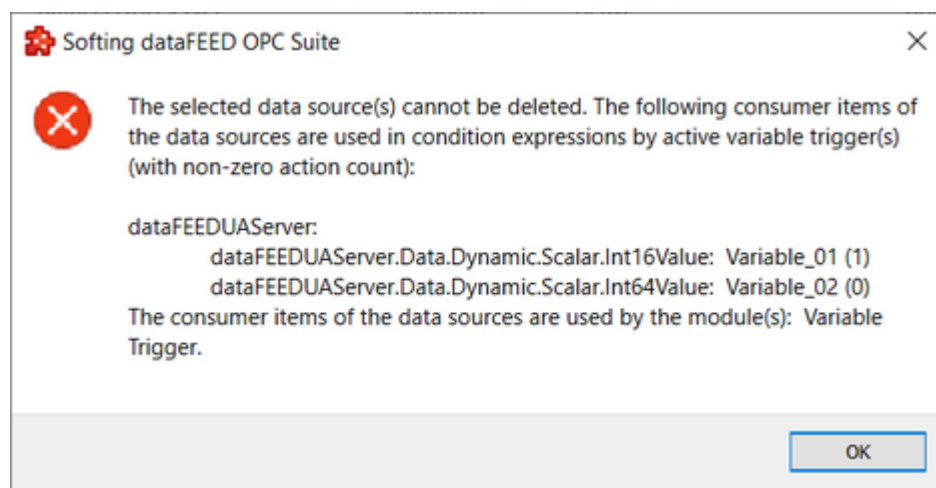 Softing dataFEED OPC Suite
The selected data source(s) cannot be deleted. The following consumer items of
the data sources are used in condition expressions by active variable trigger(s)
(with non-zero action count):
dataFEEDUAServer:
dataFEEDUAServer.Data.Dynamic.Scalar.Int16Value: Variable_01 (1)
dataFEEDUAServer.Data.Dynamic.Scalar.Int64Value: Variable_02 (0)
The consumer items of the data sources are used by the module(s): Variable
Trigger.
OK